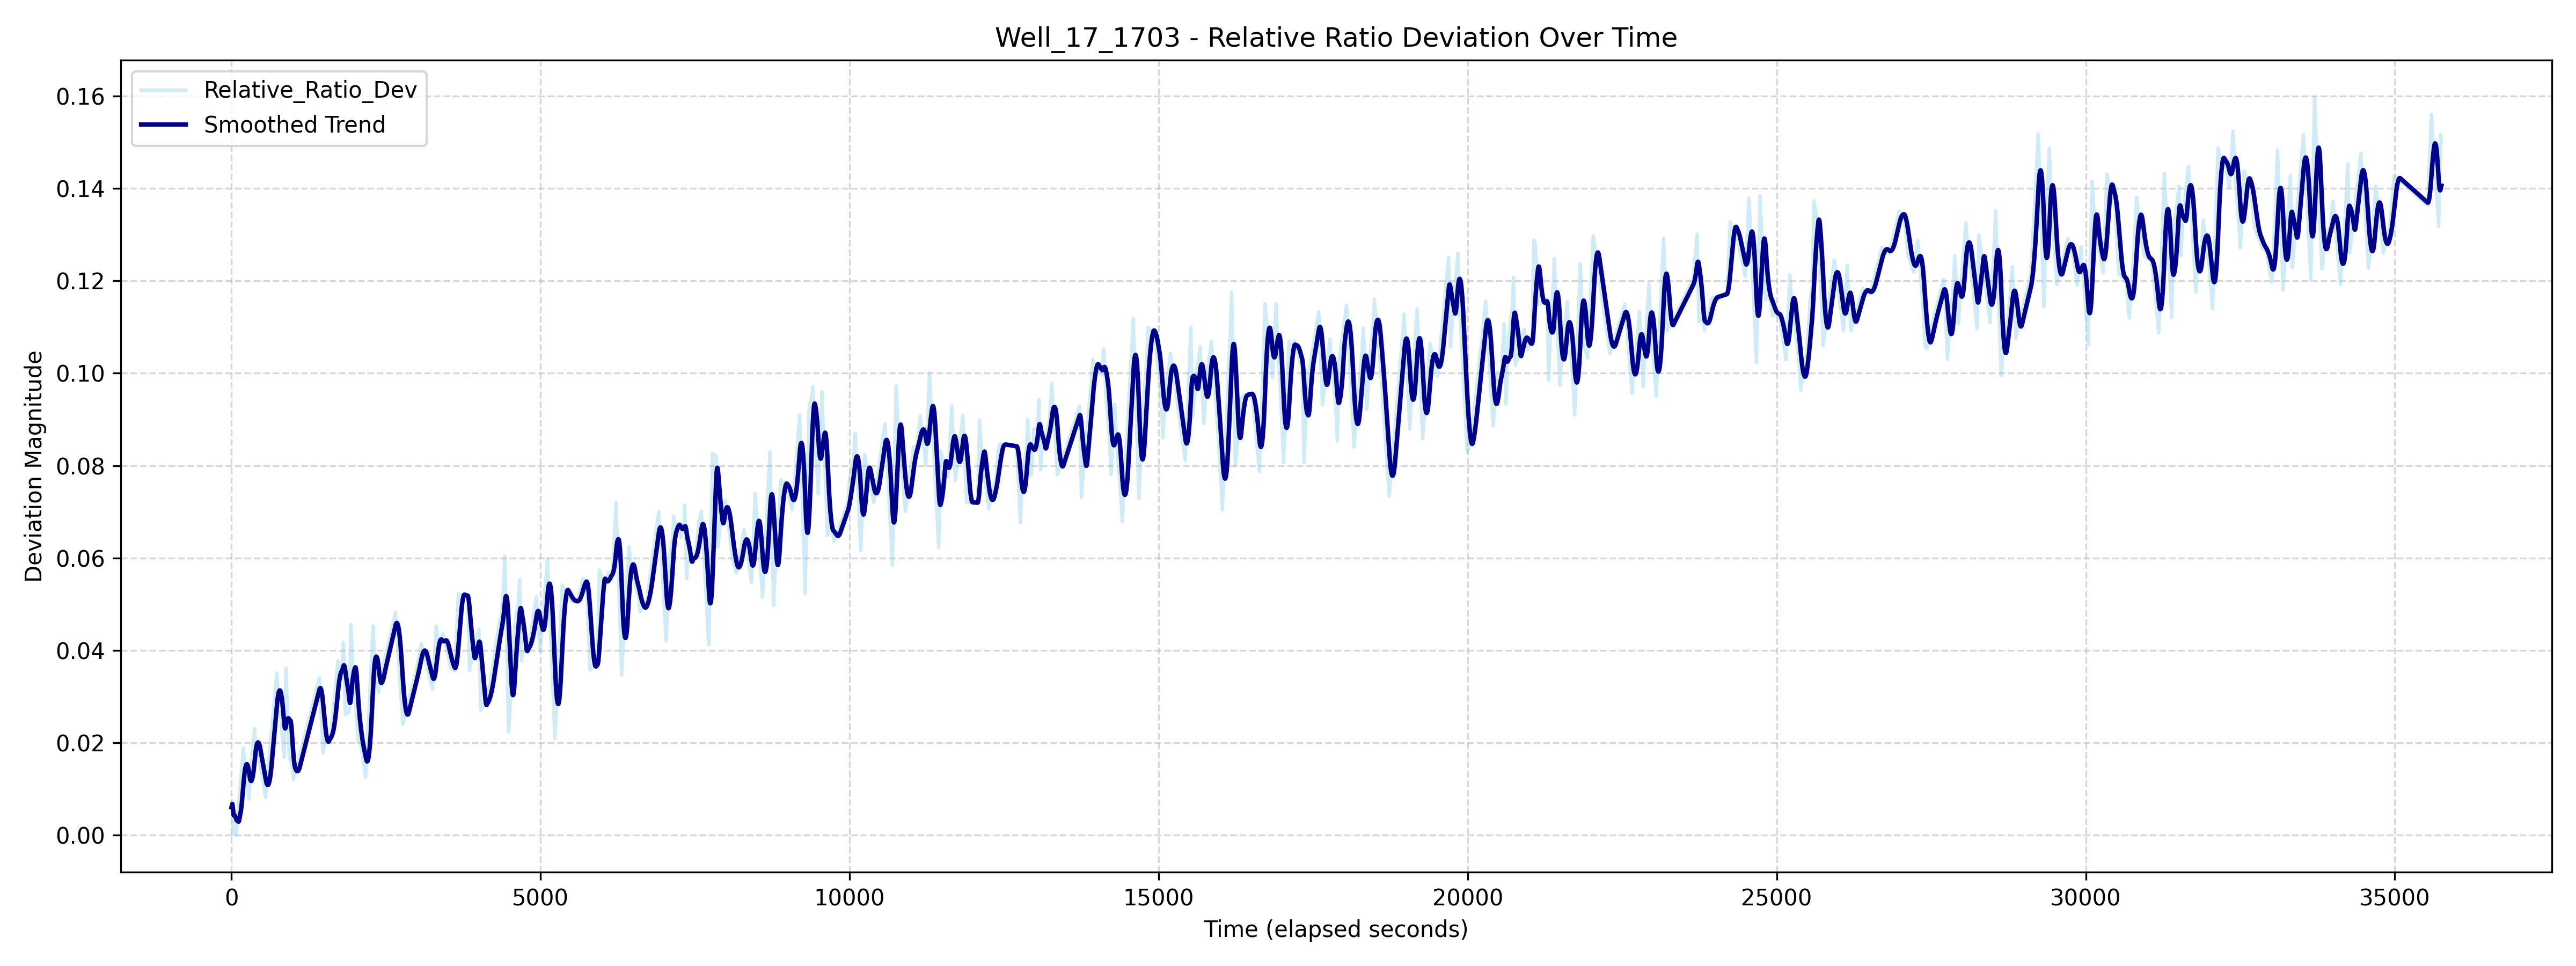 Well_17_1703 - Relative Ratio Deviation Over Time
Relative_Ratio_Dev
Smoothed Trend
Deviation Magnitude
0.16
0.14
0.12
0.10
0.08
0.06
0.04
0.02
0.00
0 5000 10000 15000 20000 25000 30000 35000
Time (elapsed seconds)